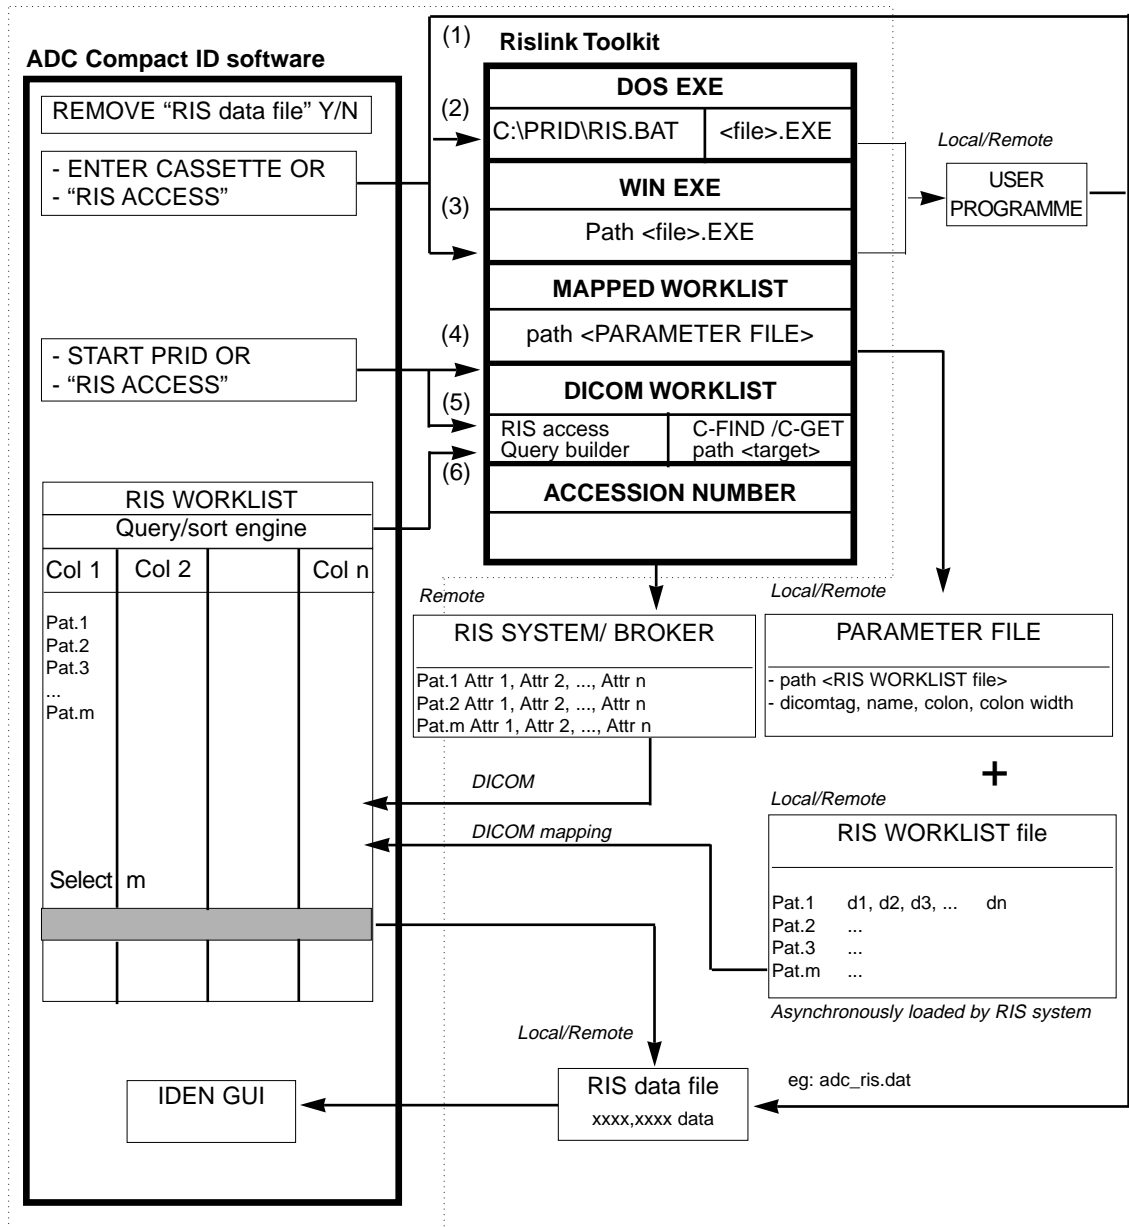 (1)
Rislink Toolkit
ADC Compact ID software
DOS EXE
REMOVE “RIS data file” Y/N
(2)
C:\PRID\RIS.BAT
<file>.EXE
Local/Remote
- ENTER CASSETTE OR
- “RIS ACCESS”
WIN EXE
USER
PROGRAMME
(3)
Path <file>.EXE
MAPPED WORKLIST
(4)
path <PARAMETER FILE>
- START PRID OR
- “RIS ACCESS”
DICOM WORKLIST
(5)
RIS access
Query builder
C-FIND /C-GET
path <target>
(6)
ACCESSION NUMBER
RIS WORKLIST
Query/sort engine
Col 1
Col 2
Col n
Pat.1
Pat.2
Pat.3
...
Pat.m
Remote
RIS SYSTEM/ BROKER
Pat.1 Attr 1, Attr 2, ..., Attr n
Pat.2 Attr 1, Attr 2, ..., Attr n
Pat.m Attr 1, Attr 2, ..., Attr n
Local/Remote
PARAMETER FILE
- path <RIS WORKLIST file>
- dicomtag, name, colon, colon width
+
DICOM
Local/Remote
DICOM mapping
RIS WORKLIST file
Select m
Pat.1 d1, d2, d3, ... dn
Pat.2 ...
Pat.3 ...
Pat.m ...
Asynchronously loaded by RIS system
Local/Remote
IDEN GUI
RIS data file
xxxx,xxxx data
eg: adc_ris.dat